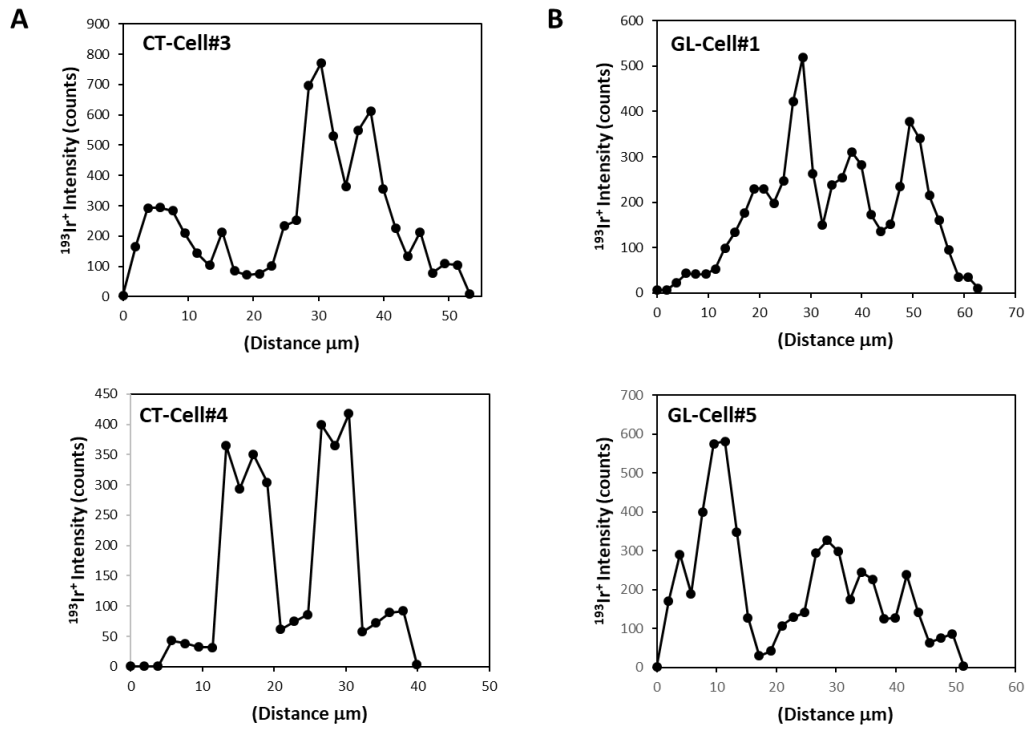 A
CT-Cell#3
¹⁹³Ir⁺ Intensity (counts)
900
800
700
600
500
400
300
200
100
0
0 10 20 30 40 50
(Distance µm)
B
GL-Cell#1
¹⁹³Ir⁺ Intensity (counts)
600
500
400
300
200
100
0
0 10 20 30 40 50 60 70
(Distance µm)
CT-Cell#4
¹⁹³Ir⁺ Intensity (counts)
450
400
350
300
250
200
150
100
50
0
0 10 20 30 40 50
(Distance µm)
GL-Cell#5
¹⁹³Ir⁺ Intensity (counts)
700
600
500
400
300
200
100
0
0 10 20 30 40 50 60
(Distance µm)